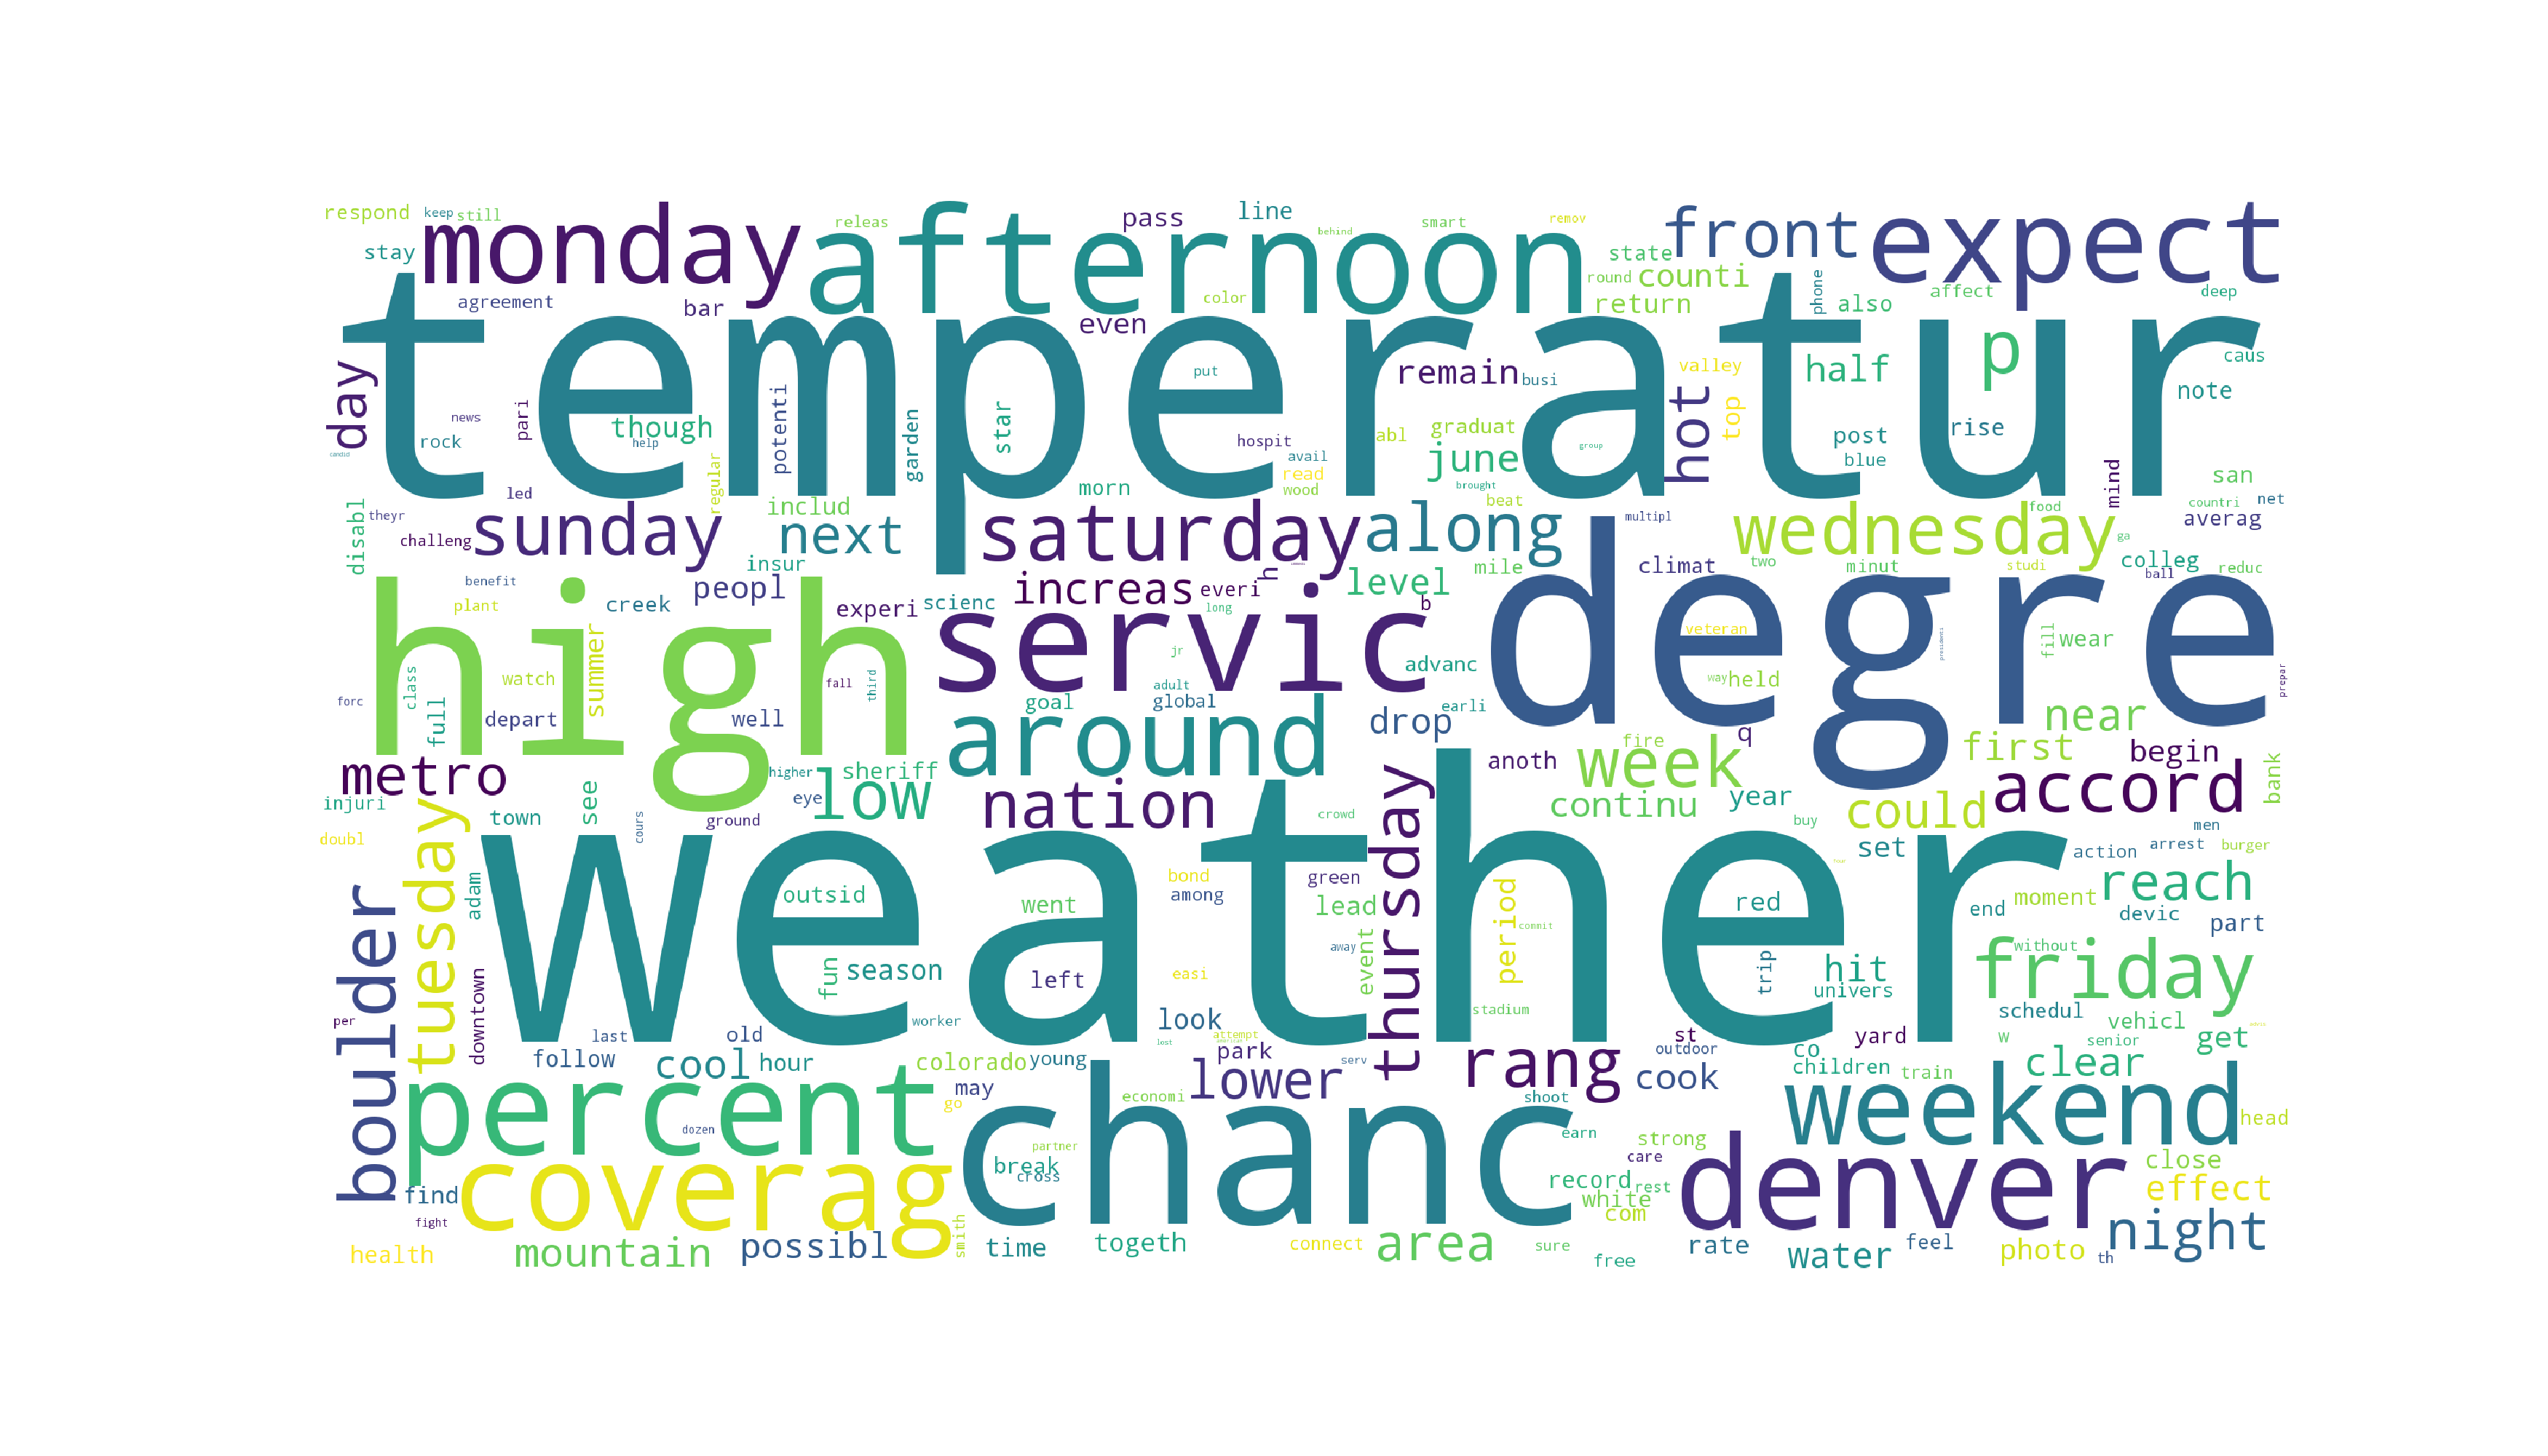 respond keep still releas pass line behind smart remov
monday afternoon front expect
stay state
agreement bar color round counti return phone also affect deep
even
temperatur
day remain busi valley half p caus
put hot top note
news pari rock though help potenti garden star hospit abl graduat group post rise
avail read june blue
regular led includ morn wood brought beat mind san
disabl theyr countri net
challeng sunday next saturday along multipl wednesday food averag
insur climat two minut studi ga colleg ball reduc
benefit peopl increas everi h level mile
plant creek experi scienc long b
high servic degre
summer jr veteran fill wear
class watch fall third adult advanc way held prepar
forc full depart well goal global earli
around drop near
q
metro higher sheriff anoth week fire first begin
injuri eye low nation thursday continu year could accord bank
town see cours ground crowd buy men
doubl weather set action arrest burger
tuesday
boulder adam outsid bond among green period red moment reach
went lead end devic part
commit
fun season left easi away event trip hit without friday
univers
downtown worker stadium schedul
per last old look st yard w vehicl get
attempt lost senior
follow cool hour colorado young park serv rang outdoor co clear
may lower cook children train
percent go economi shoot weekend head
dozen chanc earn
coverag partner strong
break cross care denver close
find record rest effect
fight white com
smith night
health mountain possibl time togeth connect area sure free rate water feel photo th